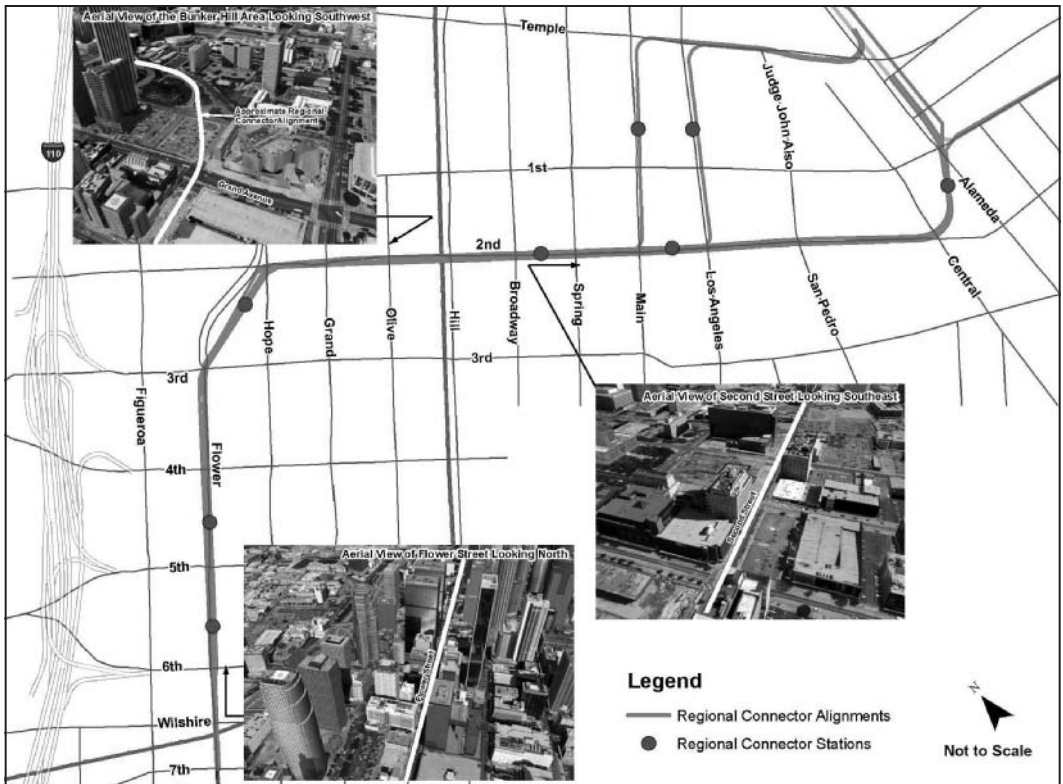 Aerial View of the Bunker Hill Area Looking Southwest
Approximate Regional
Connector Alignment
Grand Avenue
110
Temple
Judge-John-Aiso
1st
Alameda
2nd
Hope
Grand
Olive
Hill
Broadway
Spring
Main
Los-Angeles
San-Pedro
Central
3rd
3rd
Figueroa
Flower
4th
Aerial View of Second Street Looking Southeast
Second Street
Aerial View of Flower Street Looking North
Flower Street
5th
6th
Wilshire
7th
Legend
Regional Connector Alignments
Regional Connector Stations
N
Not to Scale